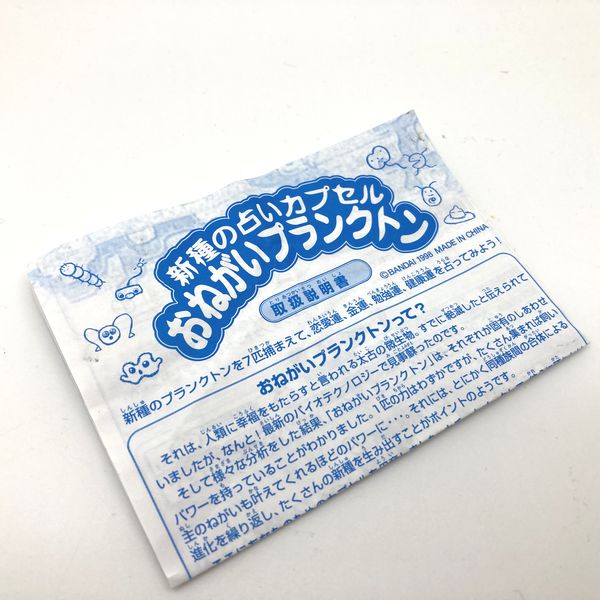 新種の占いカプセル
おねがいプランクトン
取扱説明書
©BANDAI 1998 MADE IN CHINA
新種のプランクトンを7匹捕まえて、恋愛運、金運、勉強運、健康運を占ってみよう!
おねがいプランクトンって?
それは、人類に幸福をもたらすと言われる太古の微生物。すでに絶滅したと伝えられて
いましたが、なんと!最新のバイオテクノロジーで見事蘇ったのです。
そして様々な分析をした結果、「おねがいプランクトン」は、それぞれが固有のしあわせ
パワーを持っていることがわかりました。1匹の力はわずかですが、たくさん集まれば飼い
主のねがいも叶えてくれるほどのパワーに・・・。それには、とにかく同種族間の合体による
進化を繰り返し、たくさんの新種を生み出すことがポイントのようです。